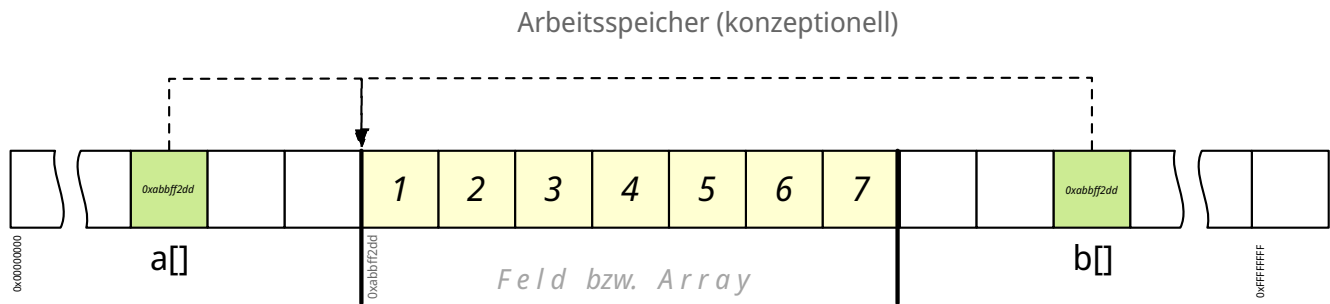 Arbeitsspeicher (konzeptionell)
0xabbff2dd 1 2 3 4 5 6 7 0xabbff2dd
0x00000000
a[]
0xabbff2dd
Feld bzw. Array
b[]
0xFFFFFFFF